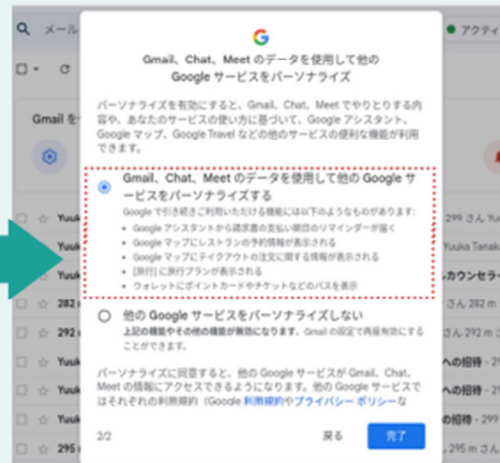 メール
アクティ
Gmail、Chat、Meet のデータを使用して他の
Google サービスをパーソナライズ
パーソナライズを有効にすると、Gmail、Chat、Meet でやりとりする内
容や、あなたのサービスの使い方に基づいて、Google アシスタント、
Google マップ、Google Travel などの他のサービスの便利な機能が利用
できます。
Gmail を
Gmail、Chat、Meet のデータを使用して他の Google サ
ービスをパーソナライズする
Google で引き続きご利用いただける機能には以下のようなものがあります:
• Google アシスタントから請求書の支払い期日のリマインダーが届く
• Google マップにレストランの予約情報が表示される
• Google マップにテイクアウトの注文に関する情報が表示される
• [旅行] に旅行プランが表示される
• ウォレットにポイントカードやチケットなどのパスを表示
他の Google サービスをパーソナライズしない
上記の機能やその他の機能が無効になります。Gmail の設定で再度有効にする
ことができます。
パーソナライズに同意すると、他の Google サービスが Gmail、Chat、
Meet の情報にアクセスできるようになります。他の Google サービスで
はそれぞれの利用規約（Google 利用規約やプライバシー ポリシーな
2/2
戻る
完了
Yuuk
299 さん
Yuuk
Yuuka Tanaka
Yuuk
カウンセラー
282
さん 282
292
さん 292
Yuuk
への招待
Yuuk
への招待
Yuuk
の招待
295
295